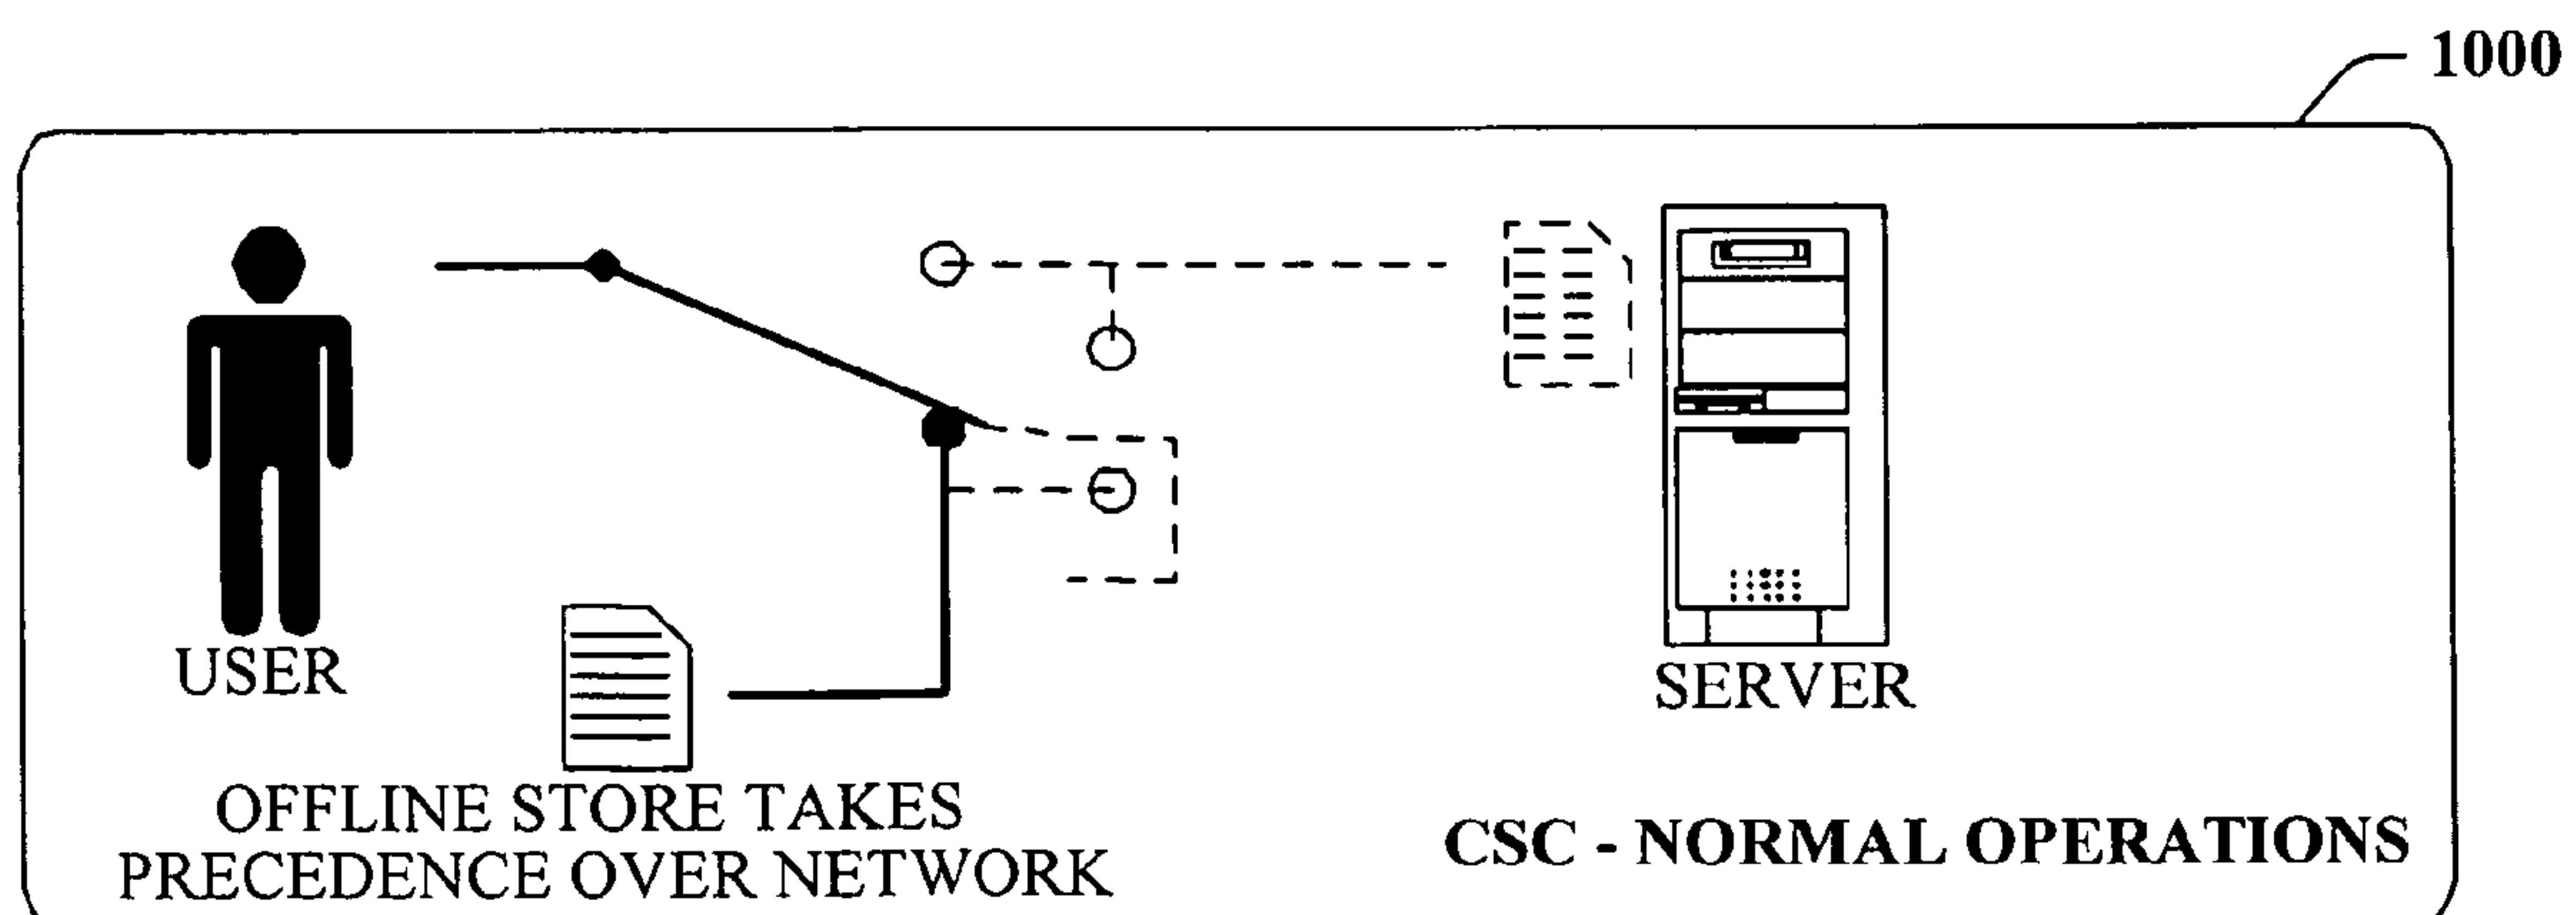 1000
USER
SERVER
OFFLINE STORE TAKES
PRECEDENCE OVER NETWORK
CSC - NORMAL OPERATIONS